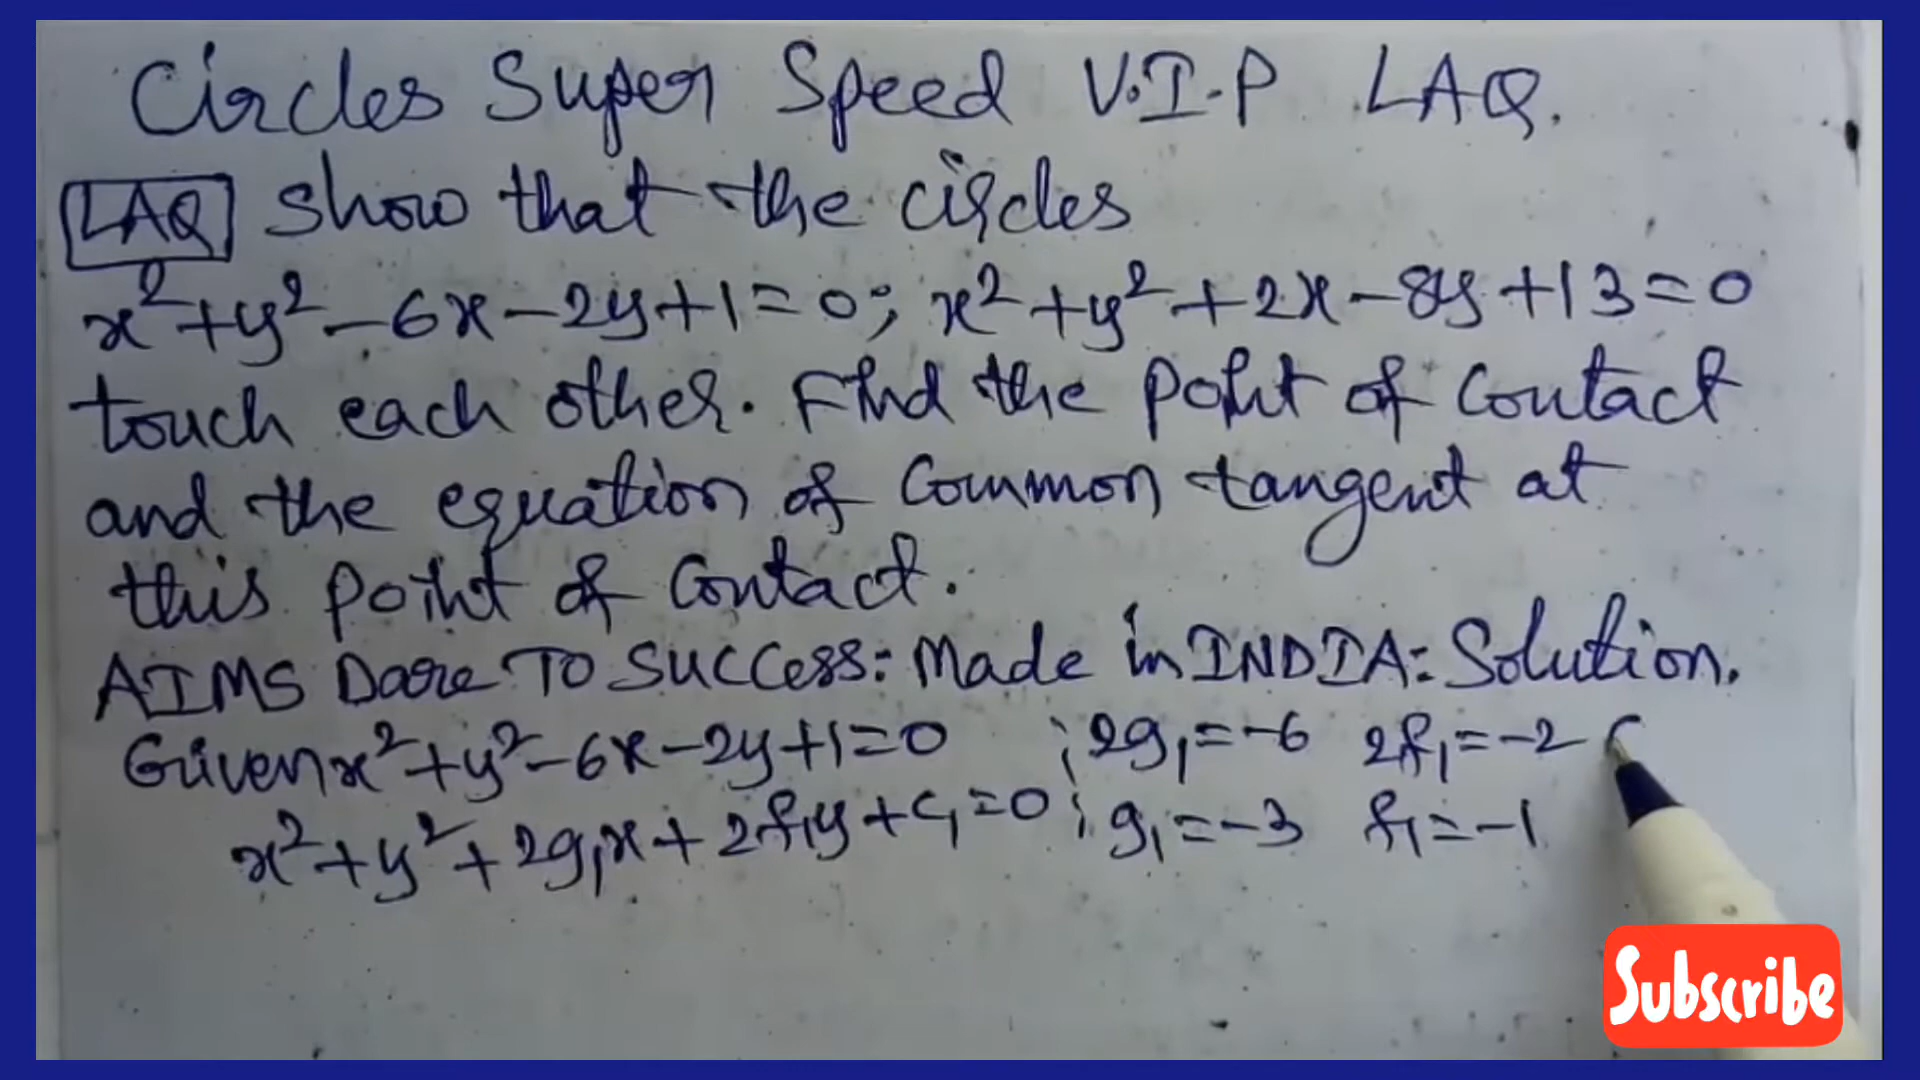 Circles Super Speed V.I.P LAQ.
LAQ Show that the circles
x²+y²-6x-2y+1=0; x²+y²+2x-8y+13=0
touch each other. Find the point of Contact
and the equation of Common tangent at
this point of Contact.
AIMS Dare To Success: Made in INDIA: Solution.
Given x²+y²-6x-2y+1=0 ; 2g₁=-6 2f₁=-2 C
x²+y²+2g₁x+2f₁y+c₁=0 ; g₁=-3 f₁=-1
Subscribe